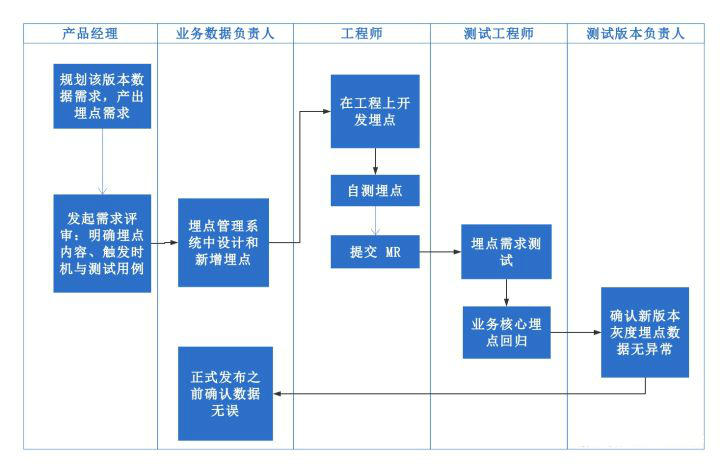 产品经理
业务数据负责人
工程师
测试工程师
测试版本负责人
规划该版本数
据需求，产出
埋点需求
发起需求评
审：明确埋点
内容、触发时
机与测试用例
埋点管理系
统中设计和
新增埋点
在工程上开
发埋点
自测埋点
提交 MR
埋点需求测
试
业务核心埋
点回归
确认新版本
灰度埋点数
据无异常
正式发布之
前确认数据
无误